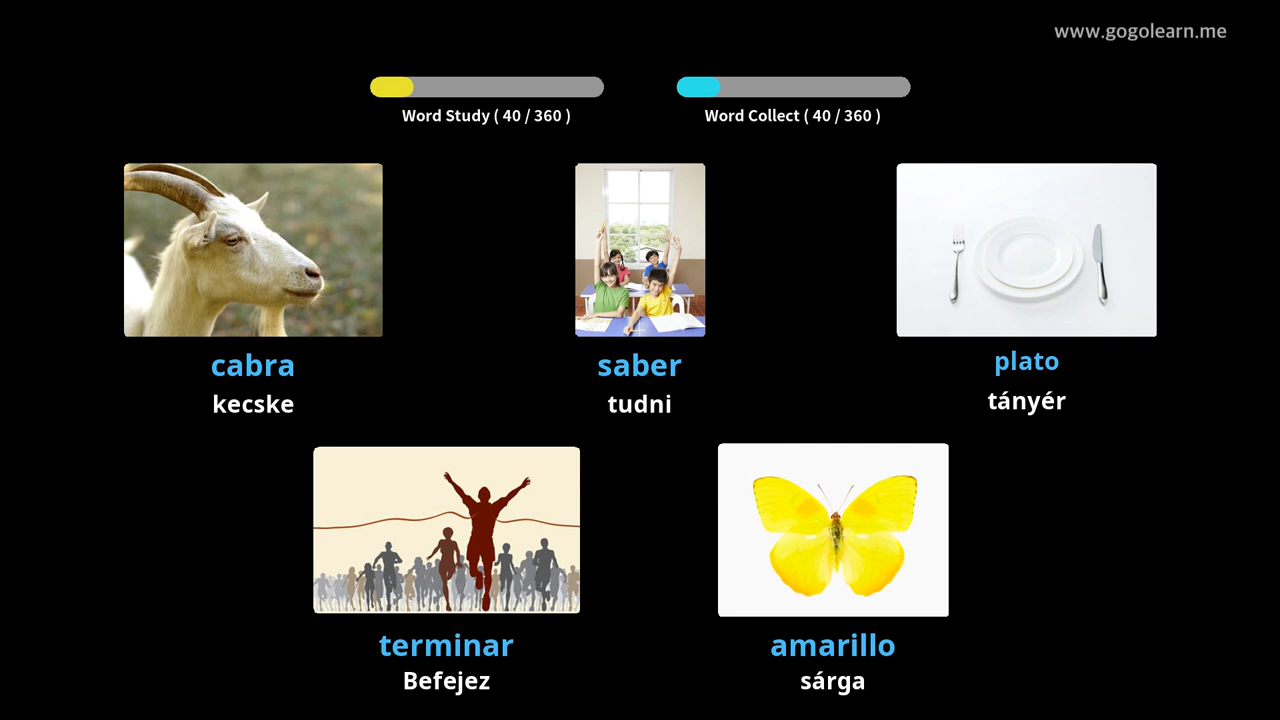 www.gogolearn.me
Word Study ( 40 / 360 )
Word Collect ( 40 / 360 )
cabra
kecske
saber
tudni
plato
tányér
terminar
Befejez
amarillo
sárga